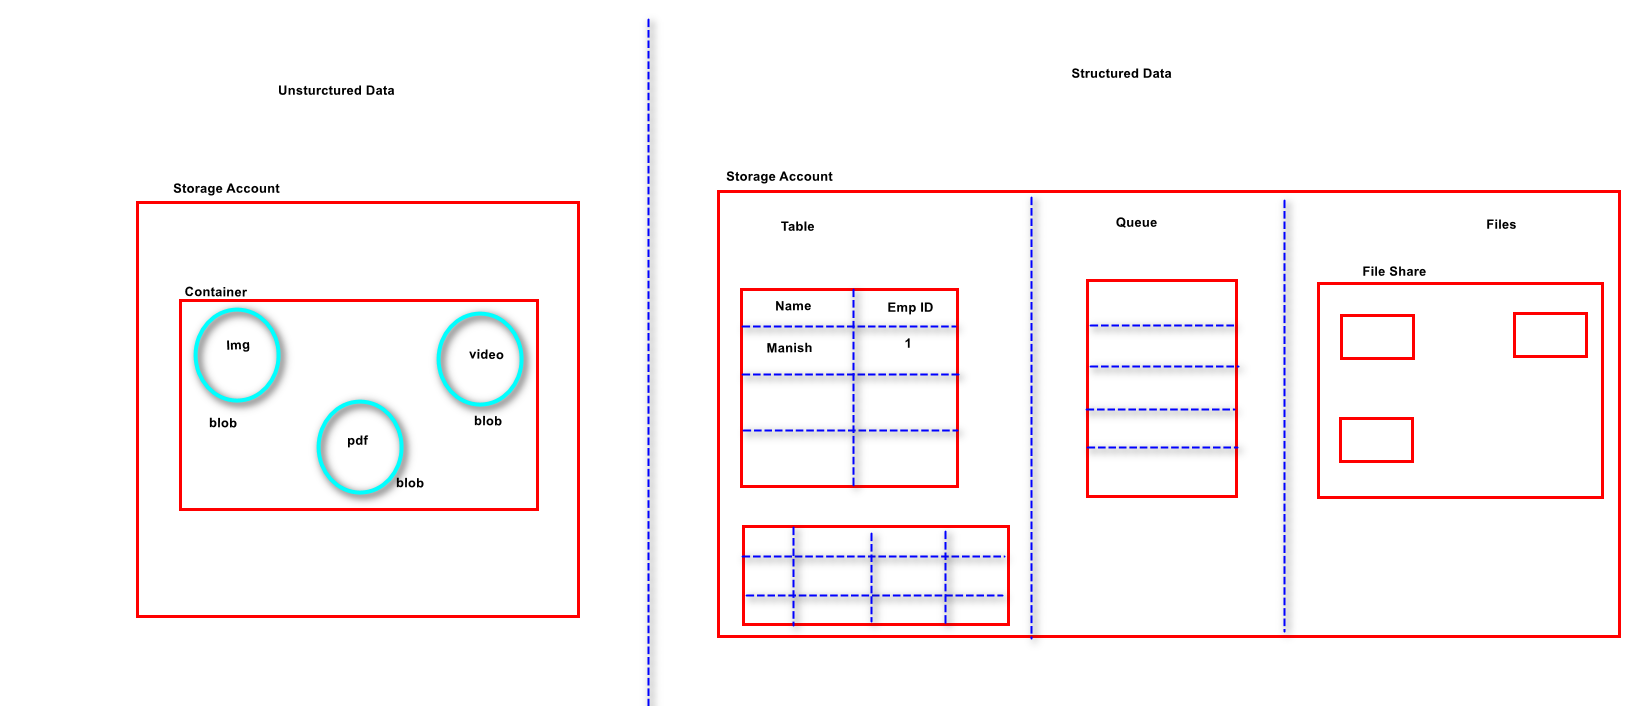 Unsturctured Data
Storage Account
Container
Img
video
blob
blob
pdf
blob
Structured Data
Storage Account
Table
Name Emp ID
Manish 1
Queue
Files
File Share